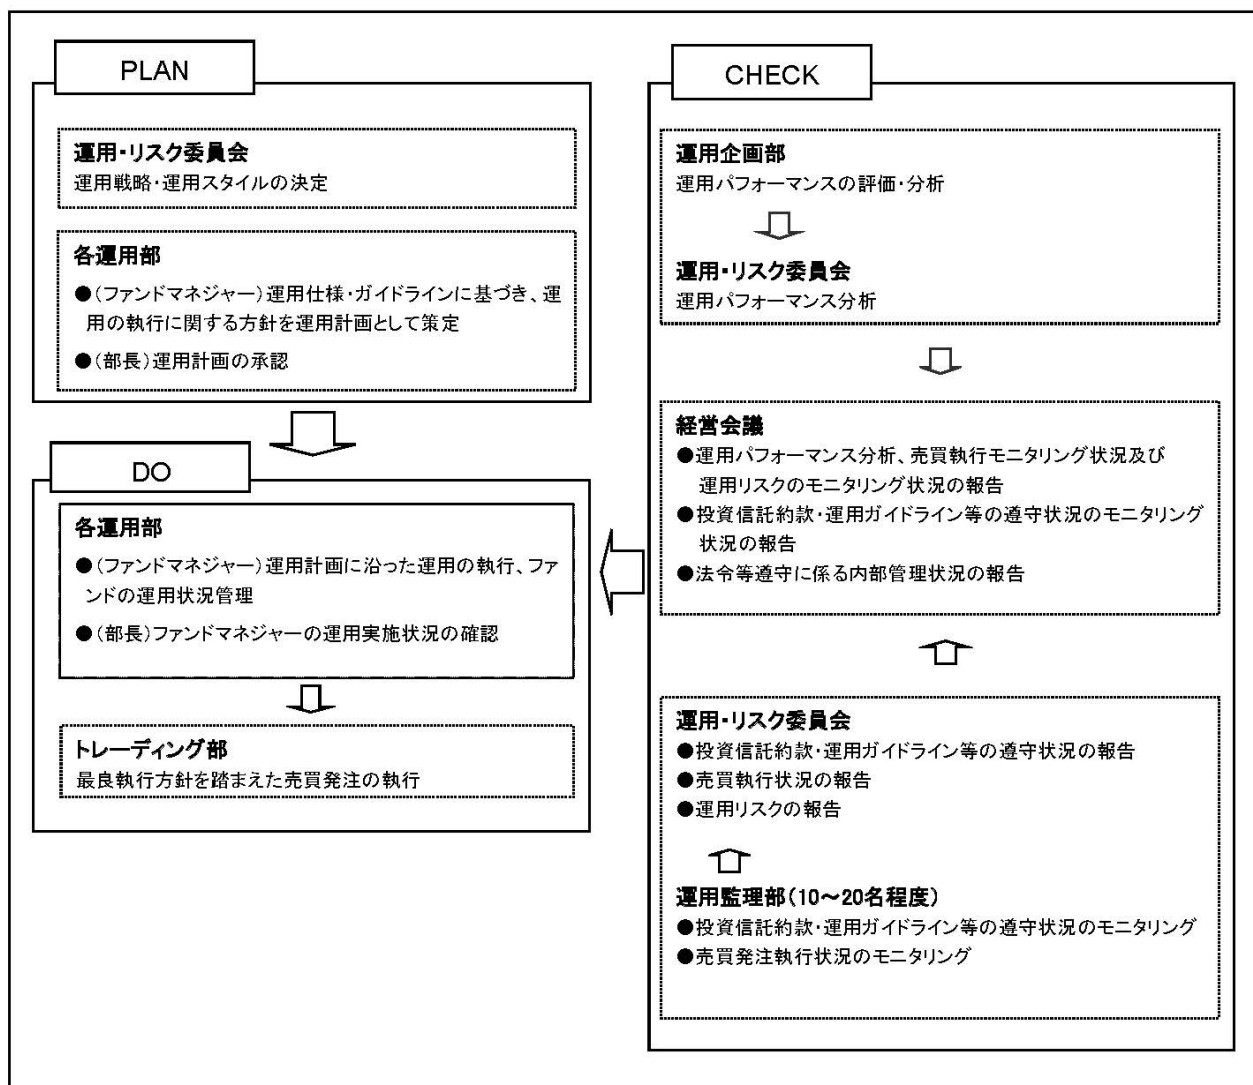 PLAN
運用・リスク委員会
運用戦略・運用スタイルの決定
各運用部
●(ファンドマネジャー)運用仕様・ガイドラインに基づき、運
用の執行に関する方針を運用計画として策定
●(部長)運用計画の承認
DO
各運用部
●(ファンドマネジャー)運用計画に沿った運用の執行、ファ
ンドの運用状況管理
●(部長)ファンドマネジャーの運用実施状況の確認
トレーディング部
最良執行方針を踏まえた売買発注の執行
CHECK
運用企画部
運用パフォーマンスの評価・分析
運用・リスク委員会
運用パフォーマンス分析
経営会議
●運用パフォーマンス分析、売買執行モニタリング状況及び
運用リスクのモニタリング状況の報告
●投資信託約款・運用ガイドライン等の遵守状況のモニタリング
状況の報告
●法令等遵守に係る内部管理状況の報告
運用・リスク委員会
●投資信託約款・運用ガイドライン等の遵守状況の報告
●売買執行状況の報告
●運用リスクの報告
運用監理部(10～20名程度)
●投資信託約款・運用ガイドライン等の遵守状況のモニタリング
●売買発注執行状況のモニタリング